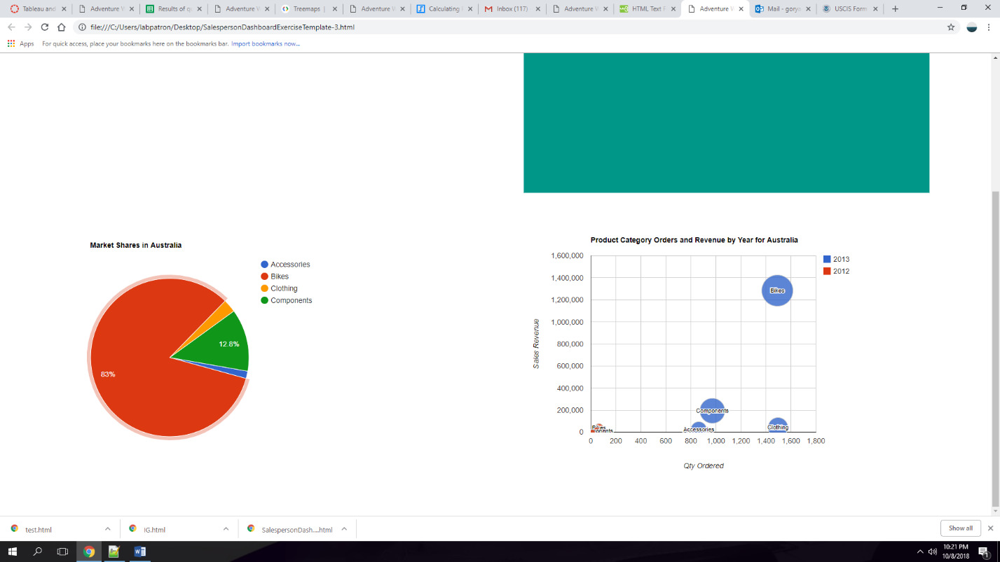 Tableau and
Adventure W
Results of q
Adventure W
Treemaps |
Adventure W
Calculating
Inbox (117)
Adventure W
HTML Text F
Adventure W
Mail - gory
USCIS Form
file:///C:/Users/labpatron/Desktop/SalespersonDashboardExerciseTemplate-3.html
Apps For quick access, place your bookmarks here on the bookmarks bar. Import bookmarks now...
Market Shares in Australia
Accessories
Bikes
Clothing
Components
12.8%
83%
Product Category Orders and Revenue by Year for Australia
1,600,000
1,400,000
1,200,000
1,000,000
800,000
600,000
400,000
200,000
0
Sales Revenue
2013
2012
Bikes
Components
Bikes
Accessories
Clothing
0 200 400 600 800 1,000 1,200 1,400 1,600 1,800
Qty Ordered
test.html
IG.html
SalespersonDash....html
Show all
10:21 PM
10/8/2018
1